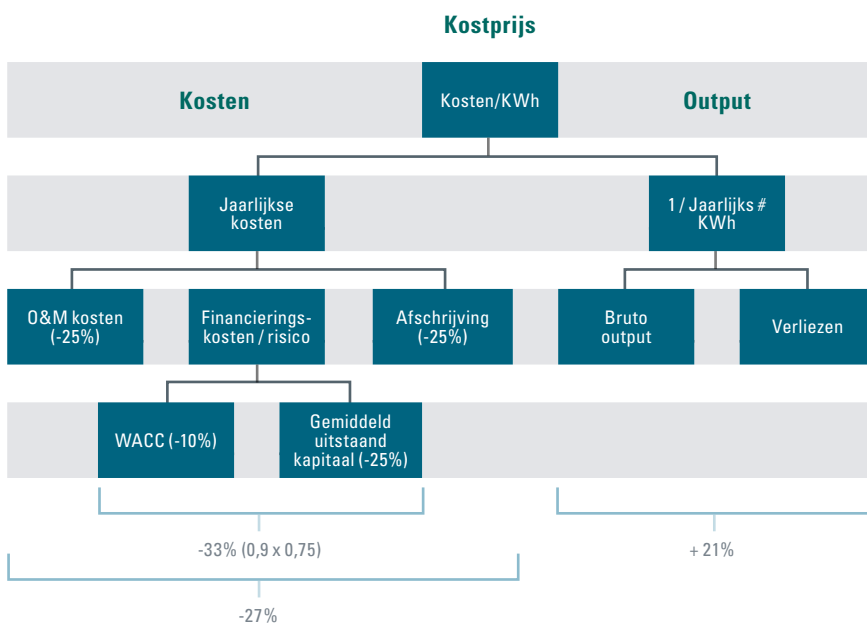 Kostprijs
Kosten
Kosten/KWh
Output
Jaarlijkse
kosten
1 / Jaarlijks #
KWh
O&M kosten
(-25%)
Financierings-
kosten / risico
Afschrijving
(-25%)
Bruto
output
Verliezen
WACC (-10%)
Gemiddeld
uitstaand
kapitaal (-25%)
-33% (0,9 x 0,75)
+ 21%
-27%